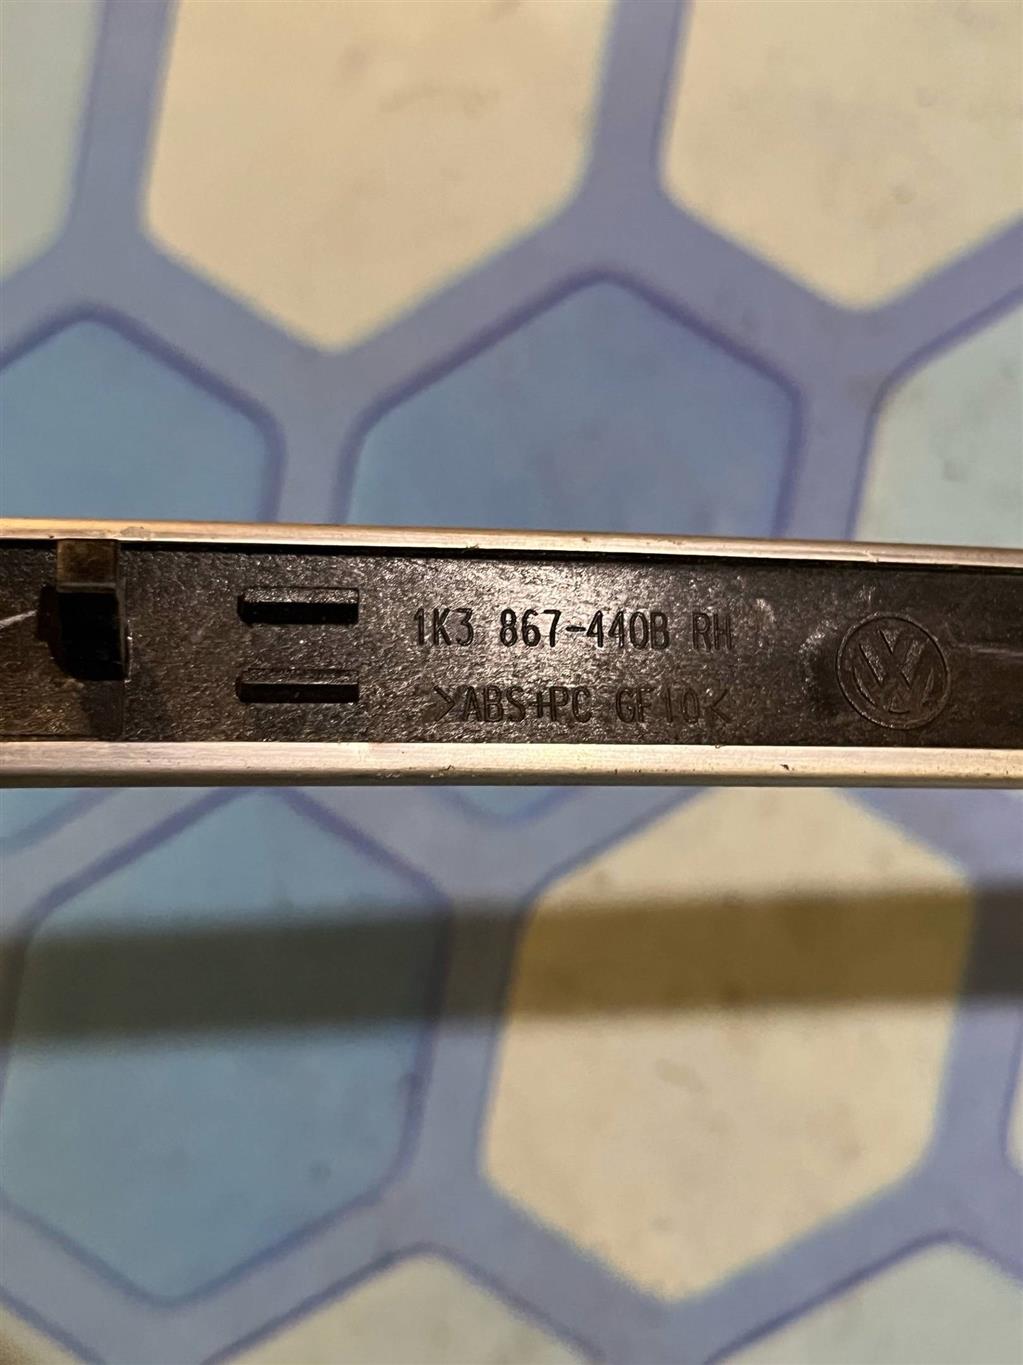 1K3 867-440B RH
>ABS+PC GF10<